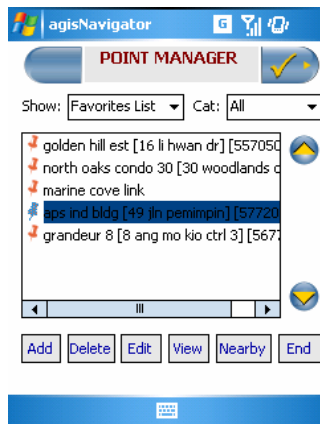 agisNavigator G
POINT MANAGER
Show: Favorites List Cat: All
golden hill est [16 li hwan dr] [55705
north oaks condo 30 [30 woodlands
marine cove link
aps ind bldg [49 jln pemimpin] [57720
grandeur 8 [8 ang mo kio ctrl 3] [567
Add Delete Edit View Nearby End